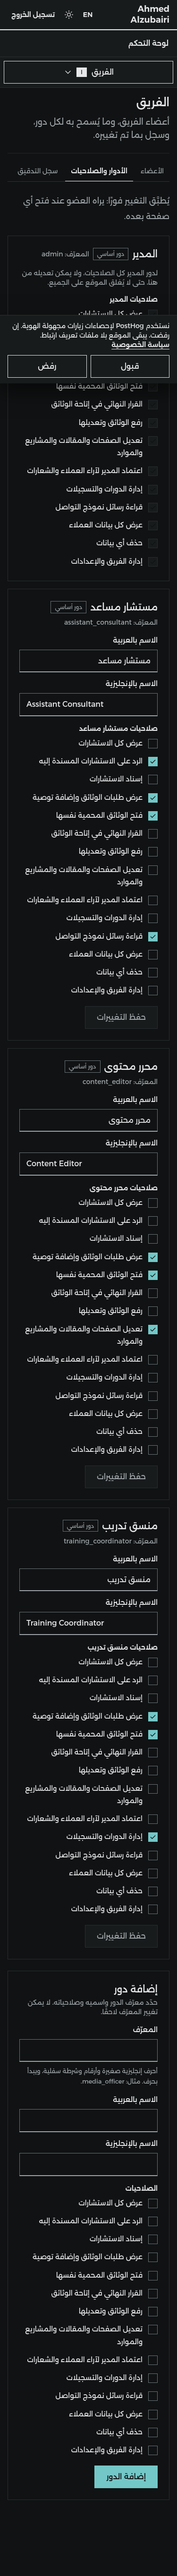 Ahmed
Alzubairi
EN
تسجيل الخروج
لوحة التحكم
الفريق
الفريق
أعضاء الفريق، وما يُسمح به لكل دور،
وسجل بما تم تغييره.
الأعضاء
الأدوار والصلاحيات
سجل التدقيق
يُطبَّق التغيير فورًا: يراه العضو عند فتح أي
صفحة بعده.
المدير
دور أساسي
المعرّف: admin
لدور المدير كل الصلاحيات، ولا يمكن تعديله من
هنا، حتى لا يُقفل الموقع على الجميع.
صلاحيات المدير
عرض كل الاستشارات
نستخدم PostHog لإحصاءات زيارات مجهولة الهوية. إن
رفضت، يبقى الموقع بلا ملفات تعريف ارتباط.
سياسة الخصوصية
قبول
رفض
فتح الوثائق المحمية نفسها
القرار النهائي في إتاحة الوثائق
رفع الوثائق وتعديلها
تعديل الصفحات والمقالات والمشاريع
والموارد
اعتماد المدير لآراء العملاء والشعارات
إدارة الدورات والتسجيلات
قراءة رسائل نموذج التواصل
عرض كل بيانات العملاء
حذف أي بيانات
إدارة الفريق والإعدادات
مستشار مساعد
دور أساسي
المعرّف: assistant_consultant
الاسم بالعربية
مستشار مساعد
الاسم بالإنجليزية
Assistant Consultant
صلاحيات مستشار مساعد
عرض كل الاستشارات
الرد على الاستشارات المسندة إليه
إسناد الاستشارات
عرض طلبات الوثائق وإضافة توصية
فتح الوثائق المحمية نفسها
القرار النهائي في إتاحة الوثائق
رفع الوثائق وتعديلها
تعديل الصفحات والمقالات والمشاريع
والموارد
اعتماد المدير لآراء العملاء والشعارات
إدارة الدورات والتسجيلات
قراءة رسائل نموذج التواصل
عرض كل بيانات العملاء
حذف أي بيانات
إدارة الفريق والإعدادات
حفظ التغييرات
محرر محتوى
دور أساسي
المعرّف: content_editor
الاسم بالعربية
محرر محتوى
الاسم بالإنجليزية
Content Editor
صلاحيات محرر محتوى
عرض كل الاستشارات
الرد على الاستشارات المسندة إليه
إسناد الاستشارات
عرض طلبات الوثائق وإضافة توصية
فتح الوثائق المحمية نفسها
القرار النهائي في إتاحة الوثائق
رفع الوثائق وتعديلها
تعديل الصفحات والمقالات والمشاريع
والموارد
اعتماد المدير لآراء العملاء والشعارات
إدارة الدورات والتسجيلات
قراءة رسائل نموذج التواصل
عرض كل بيانات العملاء
حذف أي بيانات
إدارة الفريق والإعدادات
حفظ التغييرات
منسق تدريب
دور أساسي
المعرّف: training_coordinator
الاسم بالعربية
منسق تدريب
الاسم بالإنجليزية
Training Coordinator
صلاحيات منسق تدريب
عرض كل الاستشارات
الرد على الاستشارات المسندة إليه
إسناد الاستشارات
عرض طلبات الوثائق وإضافة توصية
فتح الوثائق المحمية نفسها
القرار النهائي في إتاحة الوثائق
رفع الوثائق وتعديلها
تعديل الصفحات والمقالات والمشاريع
والموارد
اعتماد المدير لآراء العملاء والشعارات
إدارة الدورات والتسجيلات
قراءة رسائل نموذج التواصل
عرض كل بيانات العملاء
حذف أي بيانات
إدارة الفريق والإعدادات
حفظ التغييرات
إضافة دور
حدّد معرّف الدور واسميه وصلاحياته. لا يمكن
تغيير المعرّف لاحقًا.
المعرّف
أحرف إنجليزية صغيرة وأرقام وشرطة سفلية، ويبدأ
بحرف. مثال: media_officer.
الاسم بالعربية
الاسم بالإنجليزية
الصلاحيات
عرض كل الاستشارات
الرد على الاستشارات المسندة إليه
إسناد الاستشارات
عرض طلبات الوثائق وإضافة توصية
فتح الوثائق المحمية نفسها
القرار النهائي في إتاحة الوثائق
رفع الوثائق وتعديلها
تعديل الصفحات والمقالات والمشاريع
والموارد
اعتماد المدير لآراء العملاء والشعارات
إدارة الدورات والتسجيلات
قراءة رسائل نموذج التواصل
عرض كل بيانات العملاء
حذف أي بيانات
إدارة الفريق والإعدادات
إضافة الدور